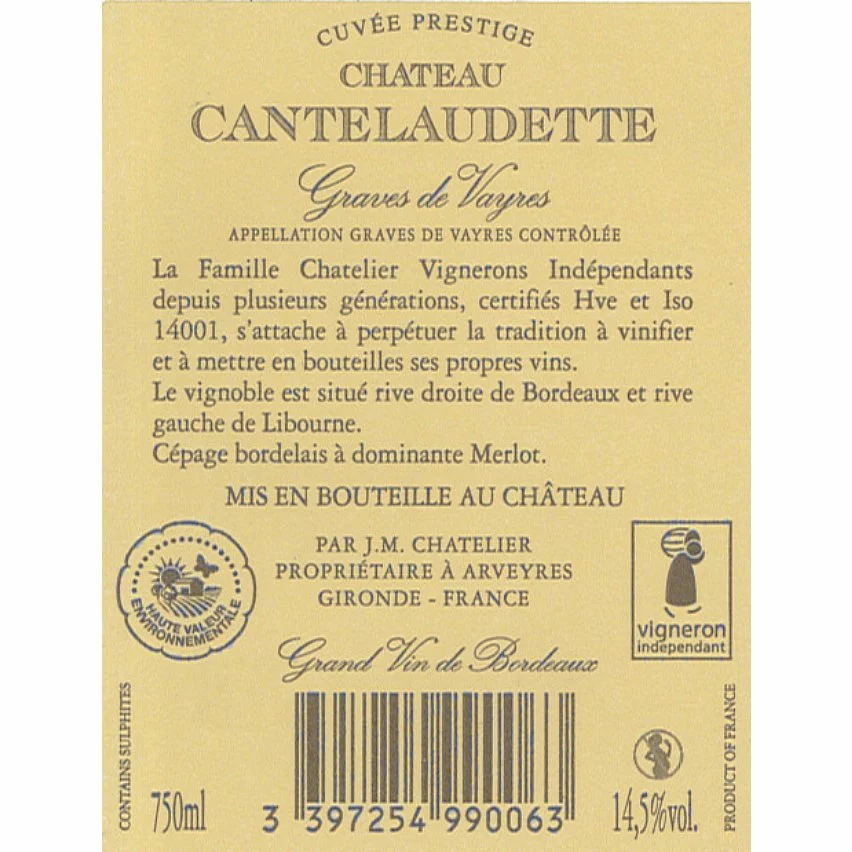 CUVÉE PRESTIGE
CHATEAU
CANTELAUDETTE
Graves de Vayres
APPELLATION GRAVES DE VAYRES CONTRÔLÉE
La Famille Chatelier Vignerons Indépendants
depuis plusieurs générations, certifiés Hve et Iso
14001, s'attache à perpétuer la tradition à vinifier
et à mettre en bouteilles ses propres vins.
Le vignoble est situé rive droite de Bordeaux et rive
gauche de Libourne.
Cépage bordelais à dominante Merlot.
MIS EN BOUTEILLE AU CHÂTEAU
PAR J.M. CHATELIER
PROPRIÉTAIRE À ARVEYRES
GIRONDE - FRANCE
HAUTE VALEUR
ENVIRONNEMENTALE
vigneron
indépendant
Grand Vin de Bordeaux
CONTAINS SULPHITES
750ml
3 397254 990063
14,5%vol.
PRODUCT OF FRANCE